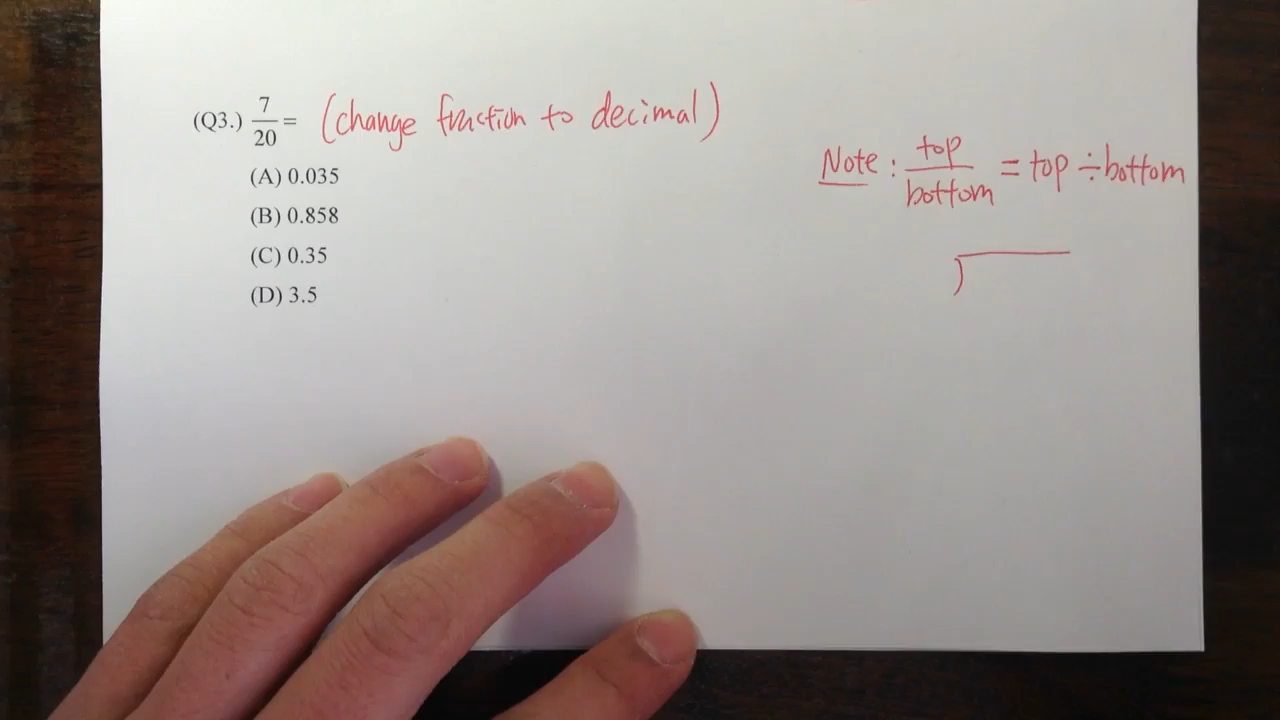 (Q3.) 7/20 = (change fraction to decimal)
(A) 0.035
(B) 0.858
(C) 0.35
(D) 3.5
Note: top/bottom = top ÷ bottom